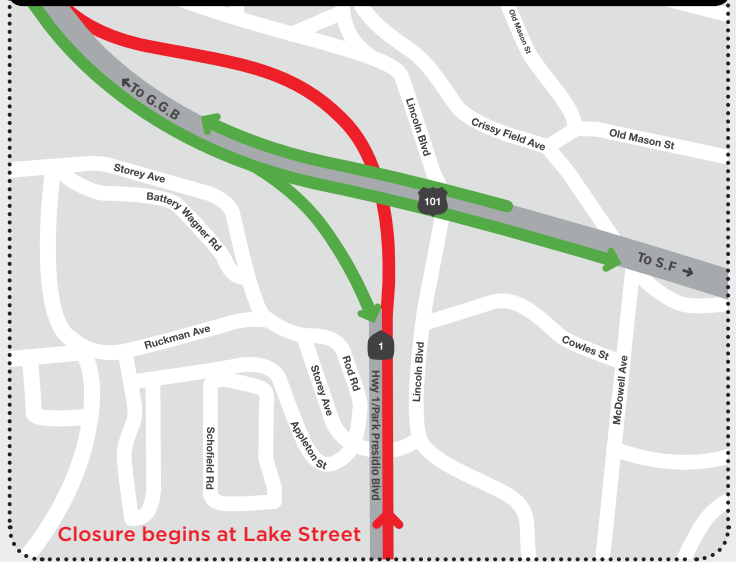 Old Mason St
←To G.G.B
Lincoln Blvd
Crissy Field Ave
Old Mason St
Storey Ave
Battery Wagner Rd
101
To S.F →
Ruckman Ave
1
Cowles St
Storey Ave
Rod Rd
Hwy 1/Park Presidio Blvd
Lincoln Blvd
McDowell Ave
Schofield Rd
Appleton St
Closure begins at Lake Street